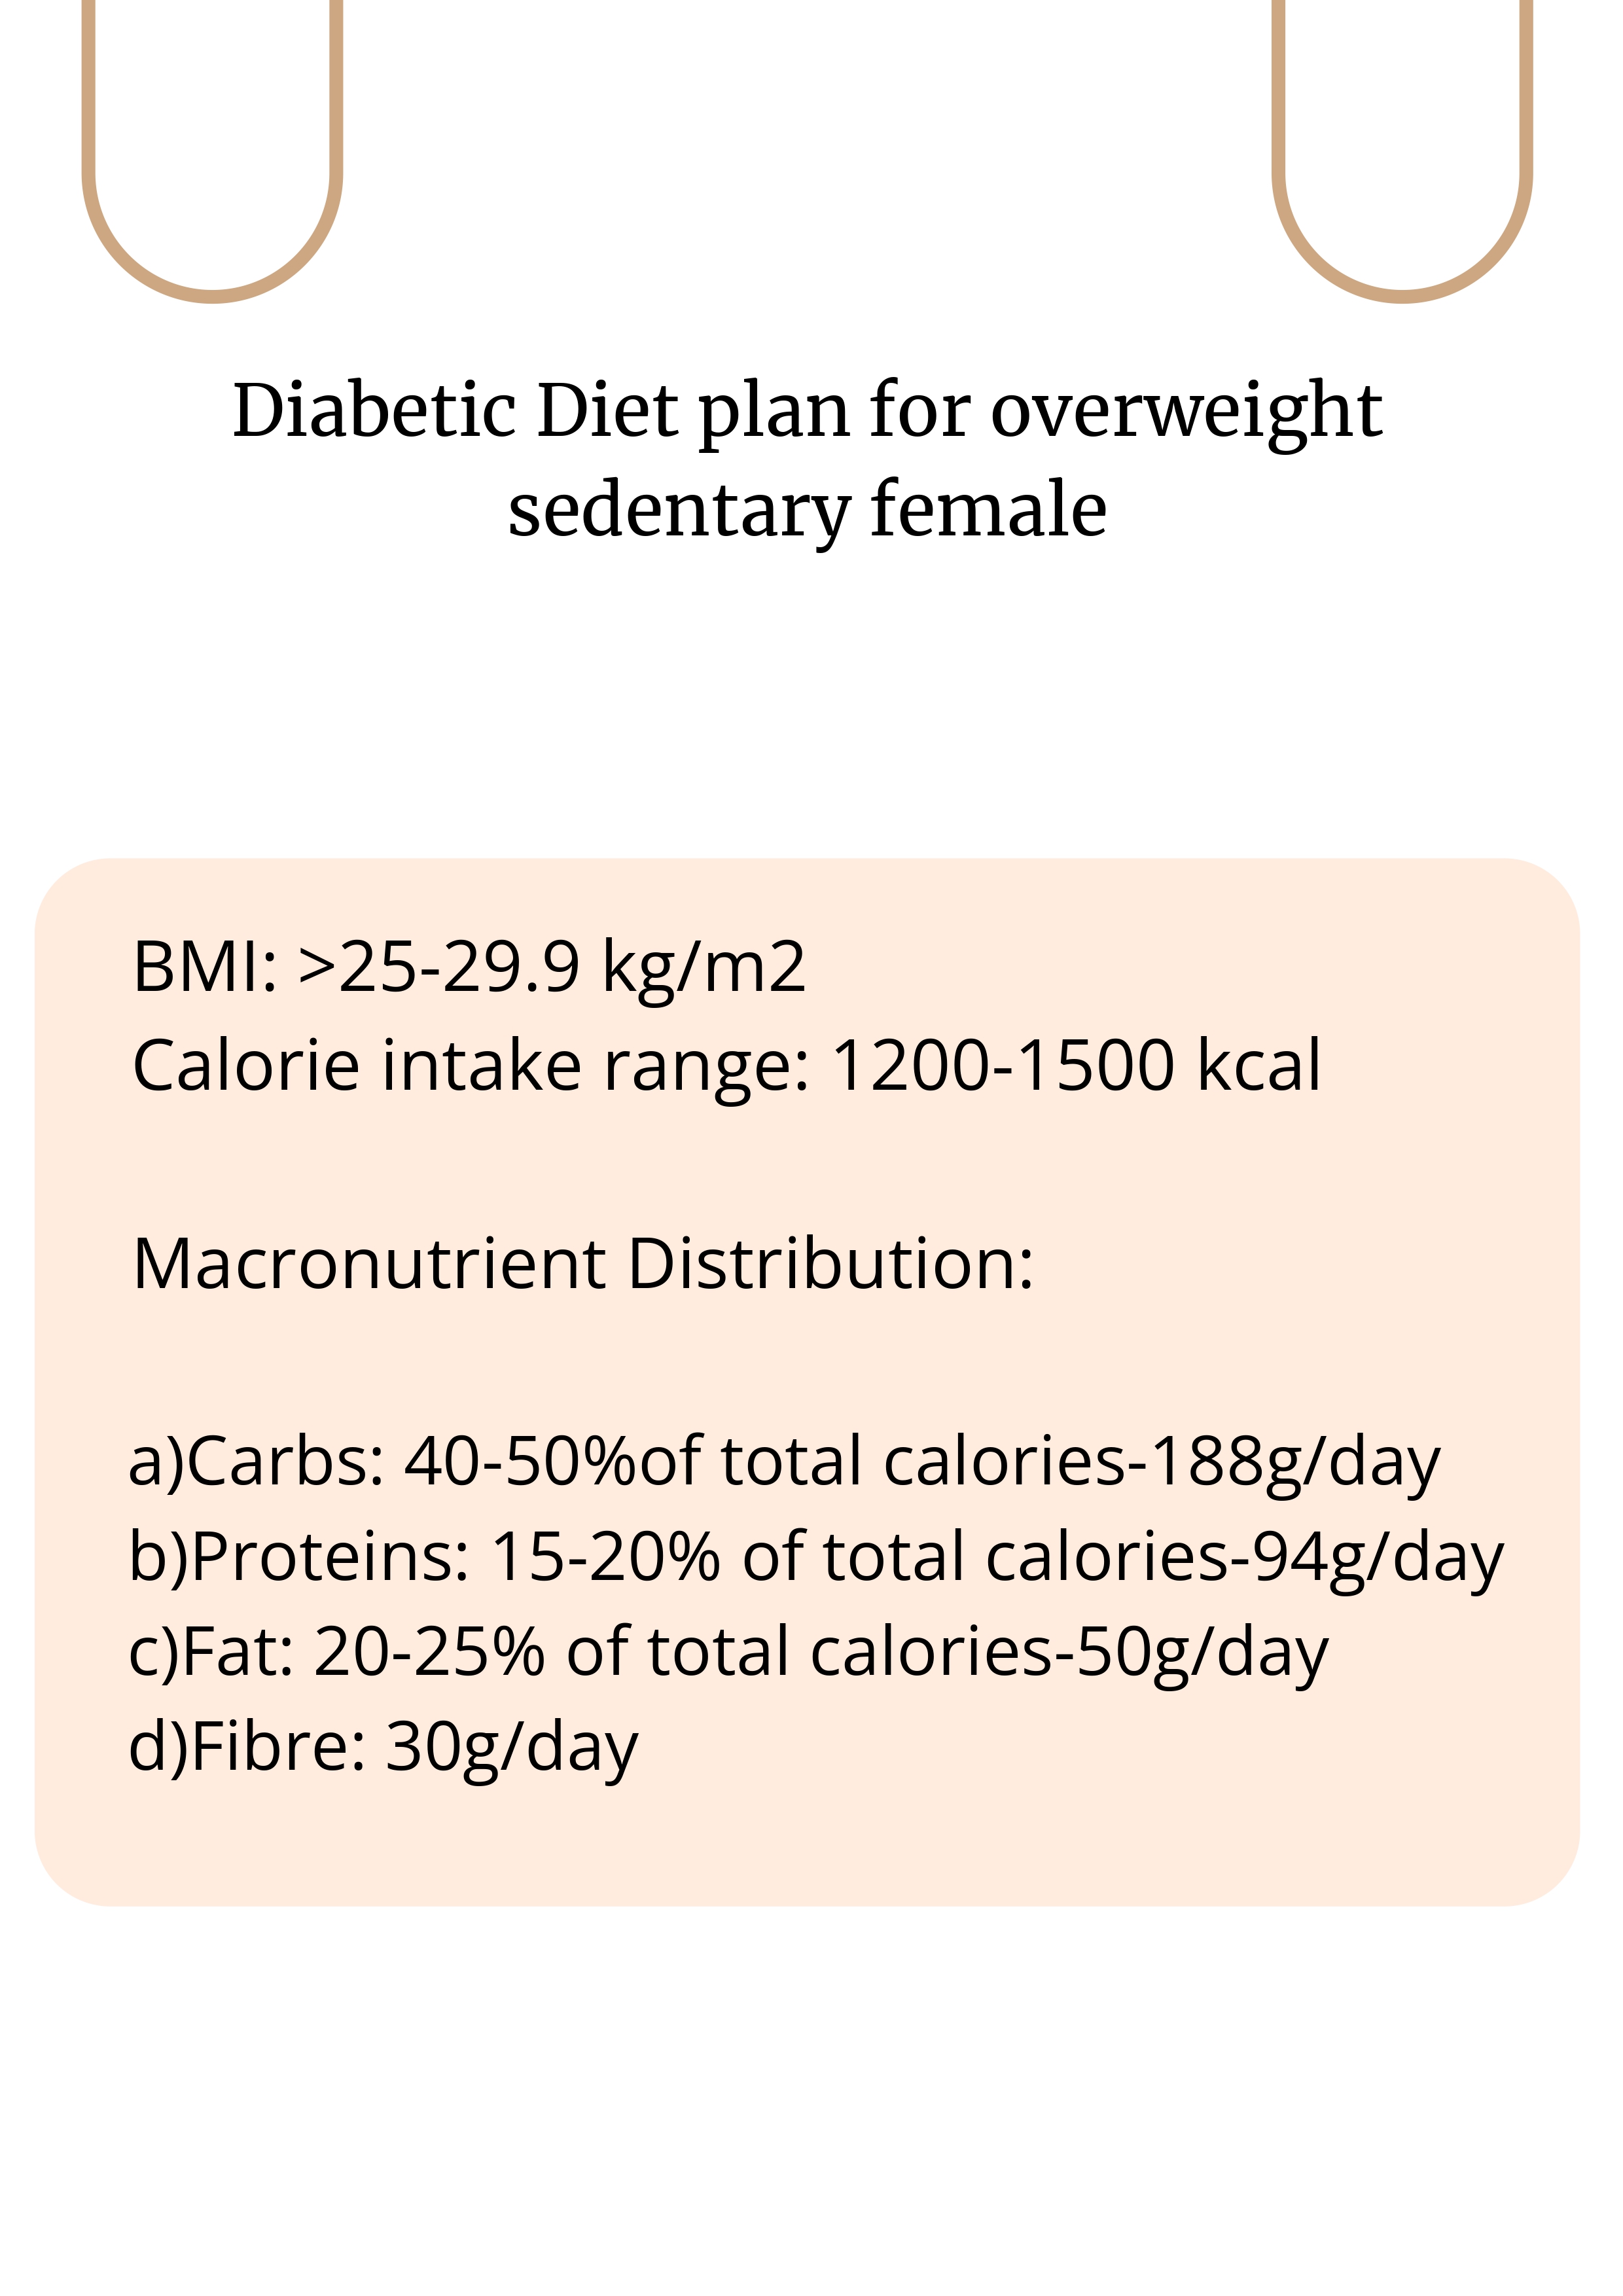 Diabetic Diet plan for overweight
sedentary female
BMI: >25-29.9 kg/m2
Calorie intake range: 1200-1500 kcal
Macronutrient Distribution:
a)Carbs: 40-50%of total calories-188g/day
b)Proteins: 15-20% of total calories-94g/day
c)Fat: 20-25% of total calories-50g/day
d)Fibre: 30g/day